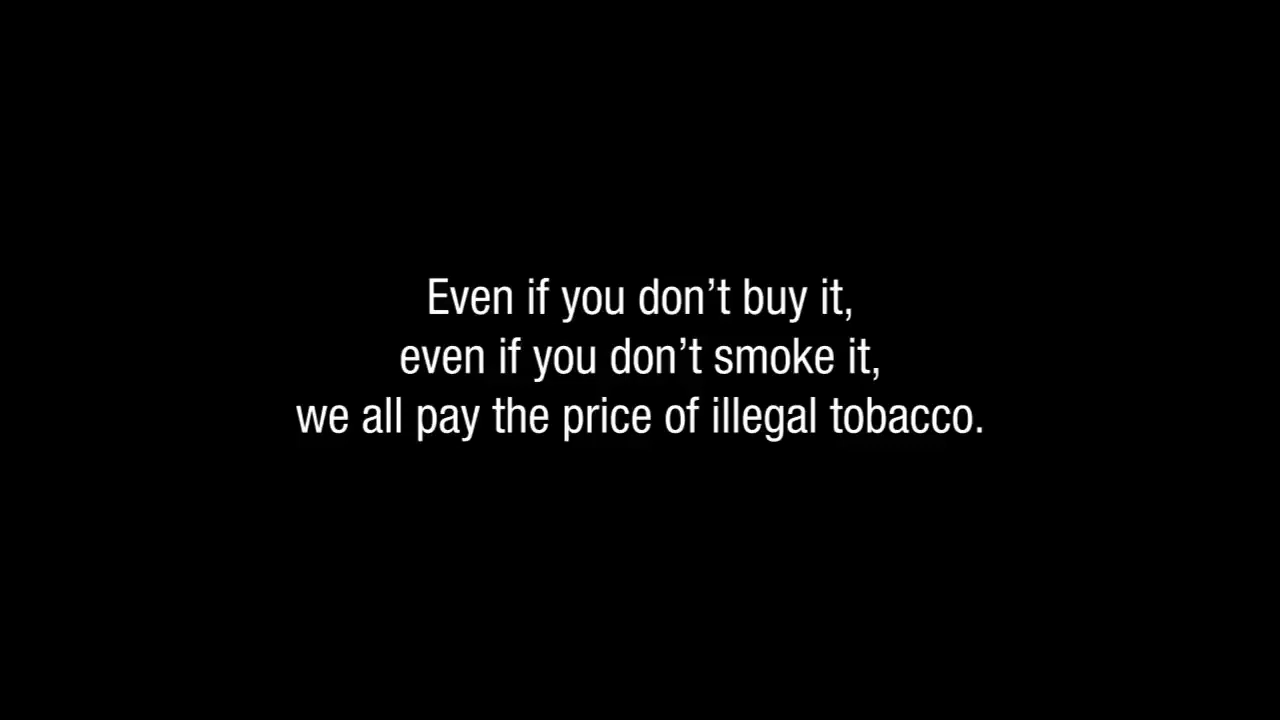 Even if you don’t buy it,
even if you don’t smoke it,
we all pay the price of illegal tobacco.